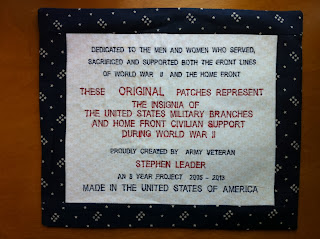 DEDICATED TO THE MEN AND WOMEN WHO SERVED,
SACRIFICED AND SUPPORTED BOTH THE FRONT LINES
OF WORLD WAR II AND THE HOME FRONT
THESE ORIGINAL PATCHES REPRESENT
THE INSIGNIA OF
THE UNITED STATES MILITARY BRANCHES
AND HOME FRONT CIVILIAN SUPPORT
DURING WORLD WAR II
PROUDLY CREATED BY ARMY VETERAN
STEPHEN LEADER
AN 8 YEAR PROJECT 2005 - 2013
MADE IN THE UNITED STATES OF AMERICA